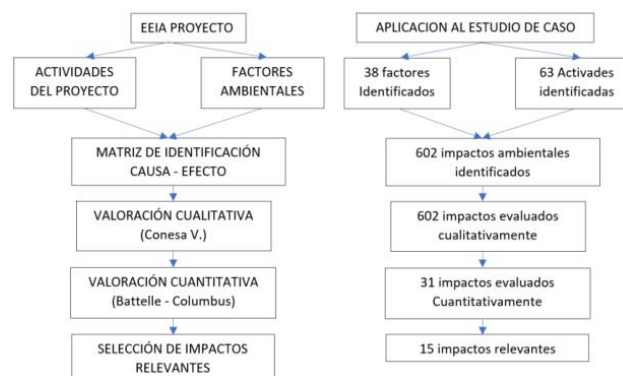 EEIA PROYECTO
ACTIVIDADES
DEL PROYECTO
FACTORES
AMBIENTALES
MATRIZ DE IDENTIFICACIÓN
CAUSA - EFECTO
VALORACIÓN CUALITATIVA
(Conesa V.)
VALORACIÓN CUANTITATIVA
(Battelle - Columbus)
SELECCIÓN DE IMPACTOS
RELEVANTES
APLICACION AL ESTUDIO DE CASO
38 factores
Identificados
63 Activades
identificadas
602 impactos ambientales
identificados
602 impactos evaluados
cualitativamente
31 impactos evaluados
Cuantitativamente
15 impactos relevantes